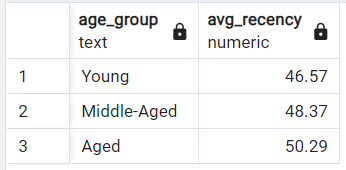 age_group avg_recency
text numeric
1 Young 46.57
2 Middle-Aged 48.37
3 Aged 50.29